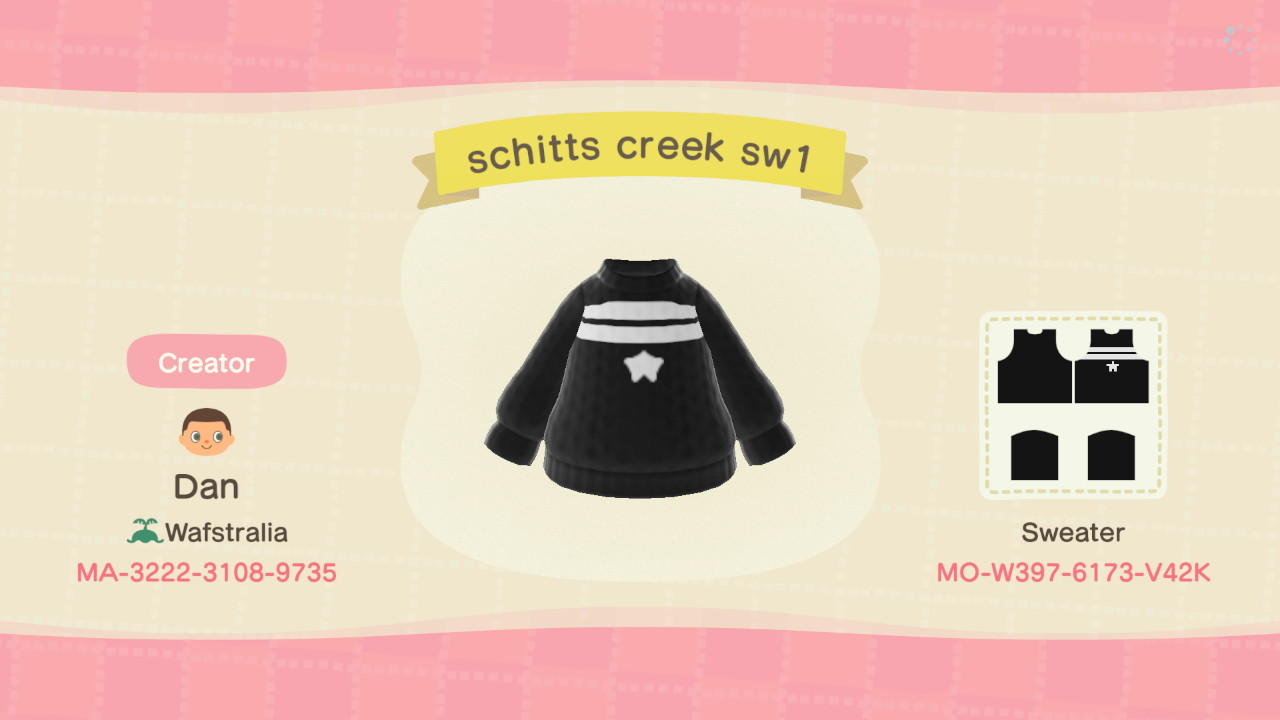 schitts creek sw1
Creator
Dan
Wafstralia
MA-3222-3108-9735
Sweater
MO-W397-6173-V42K